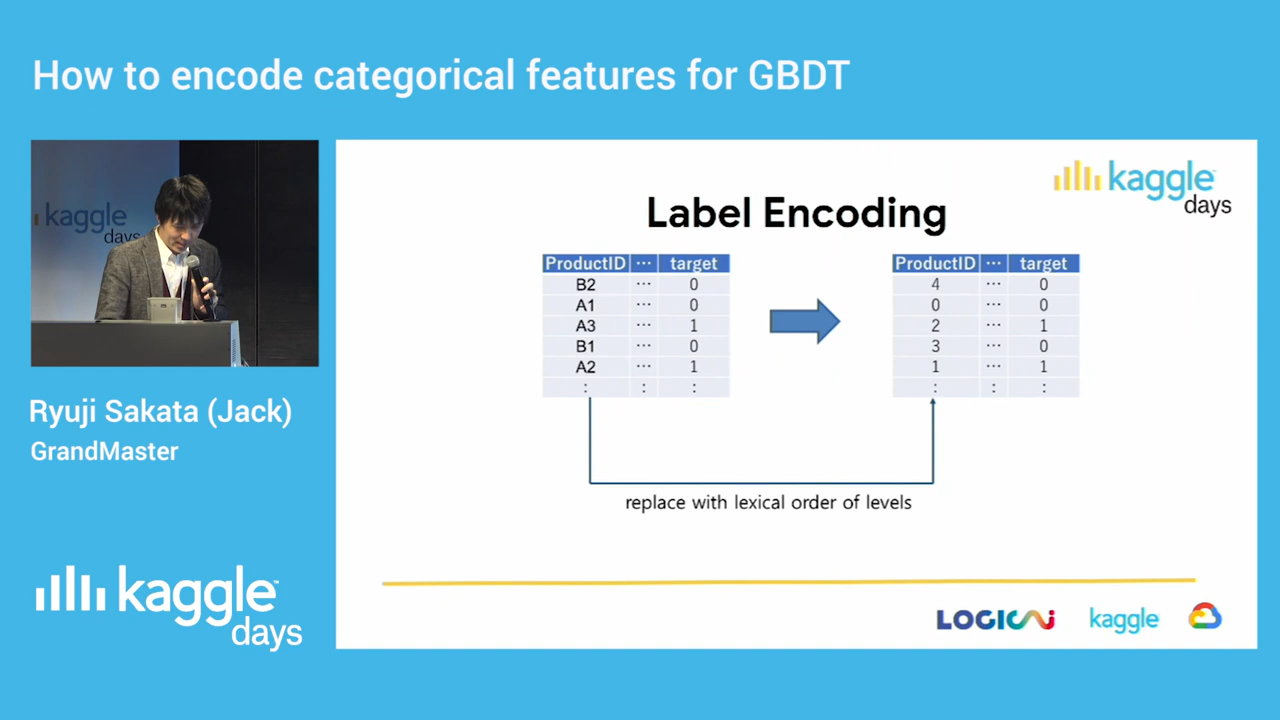 How to encode categorical features for GBDT
kaggle
days
Ryuji Sakata (Jack)
GrandMaster
kaggle
days
kaggle
days
Label Encoding
ProductID ... target
B2 ... 0
A1 ... 0
A3 ... 1
B1 ... 0
A2 ... 1
: : :
ProductID ... target
4 ... 0
0 ... 0
2 ... 1
3 ... 0
1 ... 1
: : :
replace with lexical order of levels
LOGICAI
kaggle